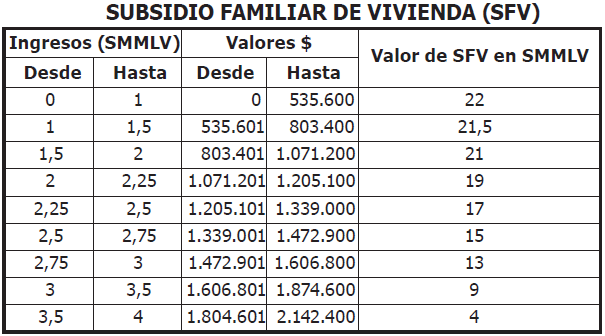 SUBSIDIO FAMILIAR DE VIVIENDA (SFV)
Ingresos (SMMLV) Valores $ Valor de SFV en SMMLV
Desde Hasta Desde Hasta
0 1 0 535.600 22
1 1,5 535.601 803.400 21,5
1,5 2 803.401 1.071.200 21
2 2,25 1.071.201 1.205.100 19
2,25 2,5 1.205.101 1.339.000 17
2,5 2,75 1.339.001 1.472.900 15
2,75 3 1.472.901 1.606.800 13
3 3,5 1.606.801 1.874.600 9
3,5 4 1.804.601 2.142.400 4